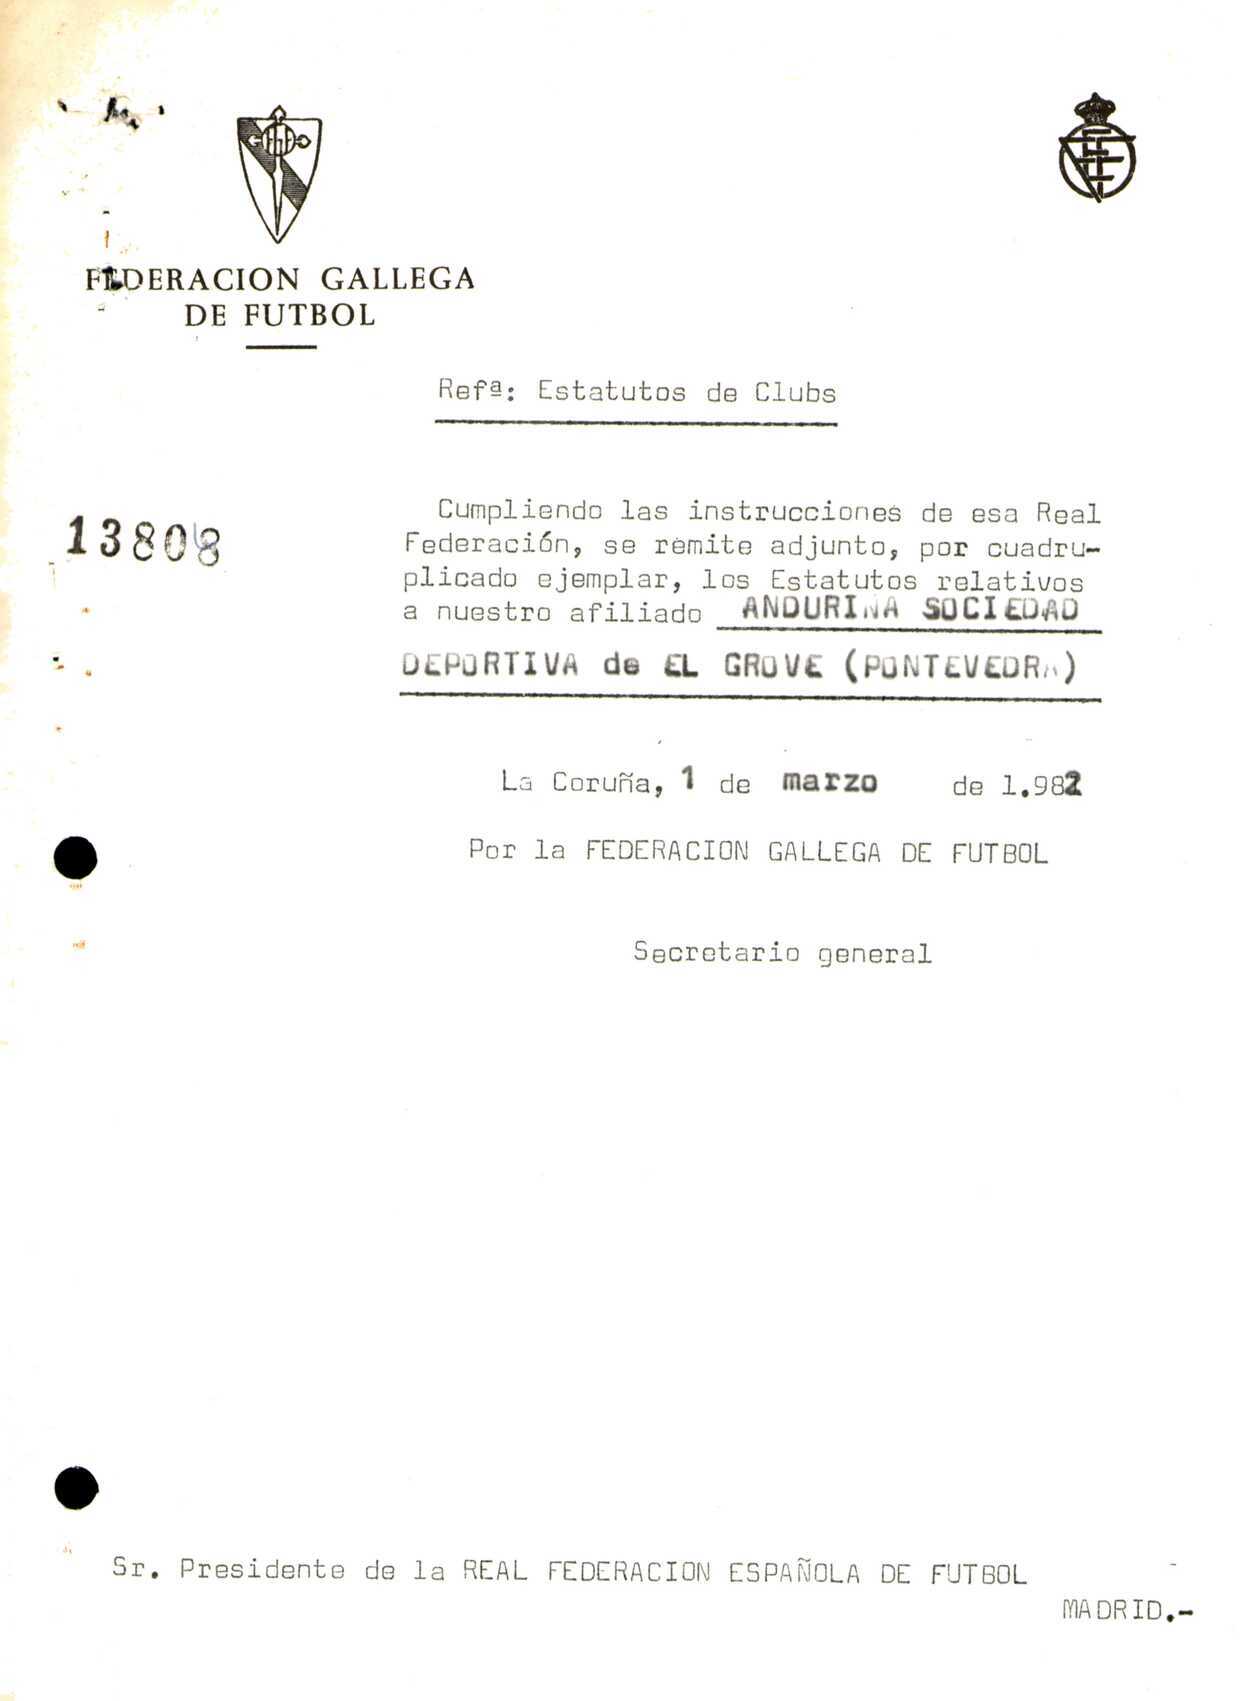 FEDERACION GALLEGA
DE FUTBOL
Refª: Estatutos de Clubs
13808
Cumpliendo las instrucciones de esa Real
Federación, se remite adjunto, por cuadru-
plicado ejemplar, los Estatutos relativos
a nuestro afiliado ANDURIÑA SOCIEDAD
DEPORTIVA de EL GROVE (PONTEVEDRA)
La Coruña, 1 de marzo de 1.982
Por la FEDERACION GALLEGA DE FUTBOL
Secretario general
Sr. Presidente de la REAL FEDERACION ESPAÑOLA DE FUTBOL
MADRID.-